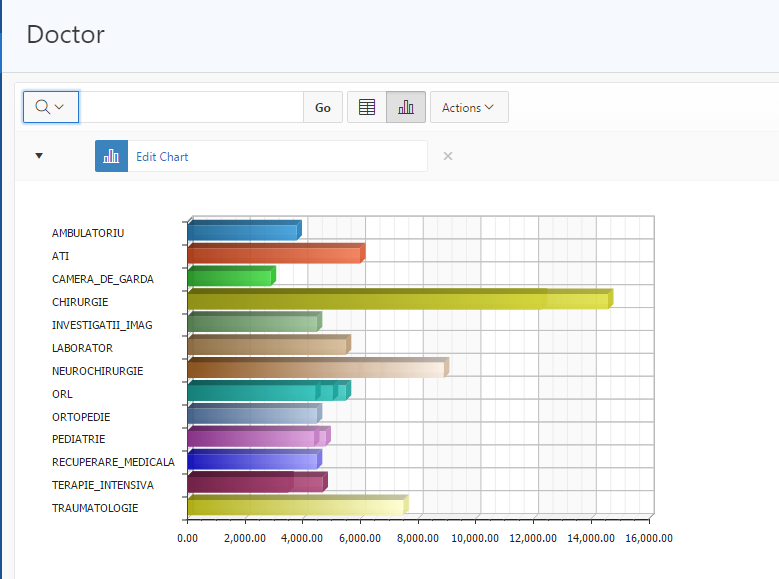 Doctor
Go
Actions
Edit Chart
AMBULATORIU
ATI
CAMERA_DE_GARDA
CHIRURGIE
INVESTIGATII_IMAG
LABORATOR
NEUROCHIRURGIE
ORL
ORTOPEDIE
PEDIATRIE
RECUPERARE_MEDICALA
TERAPIE_INTENSIVA
TRAUMATOLOGIE
0.00 2,000.00 4,000.00 6,000.00 8,000.00 10,000.00 12,000.00 14,000.00 16,000.00